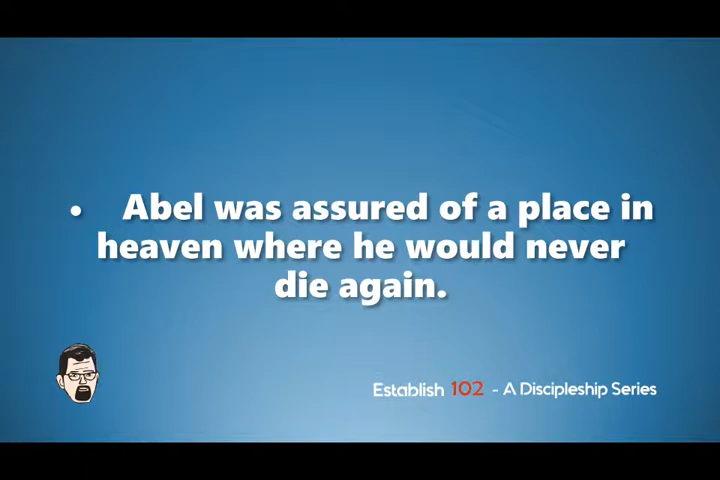 • Abel was assured of a place in
heaven where he would never
die again.
Establish 102 - A Discipleship Series